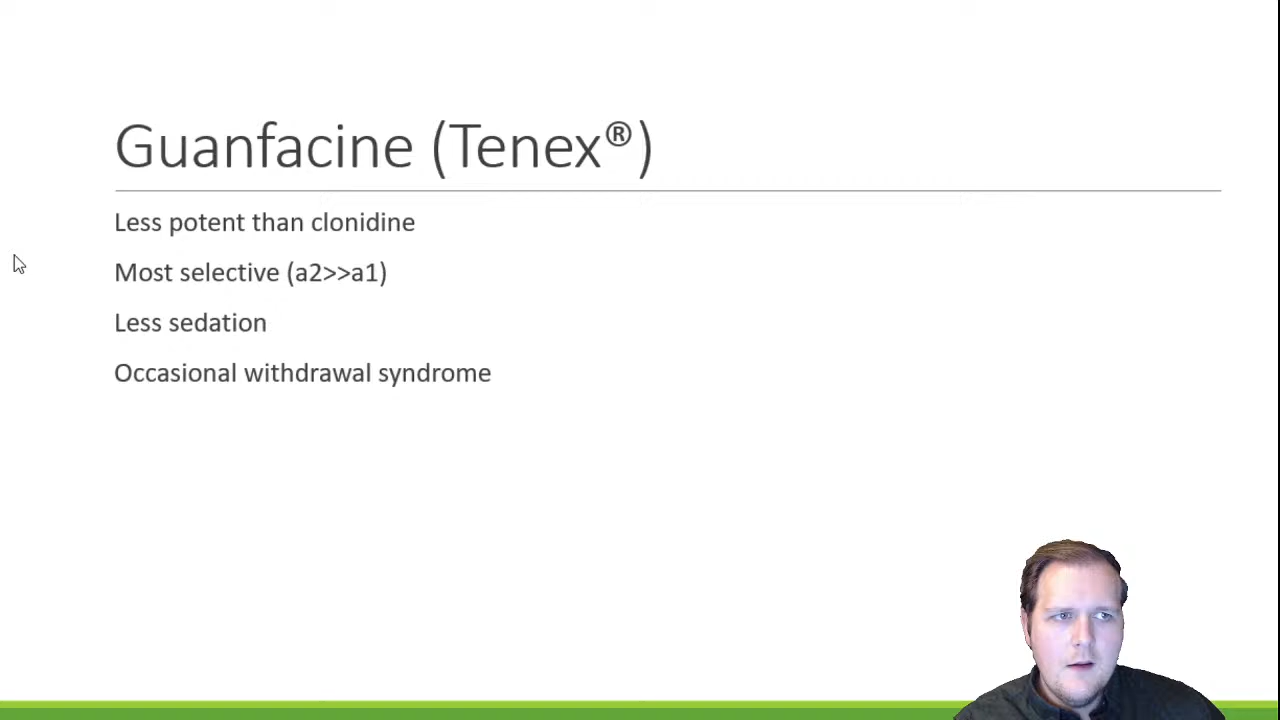 Guanfacine (Tenex®)
Less potent than clonidine
Most selective (a2>>a1)
Less sedation
Occasional withdrawal syndrome